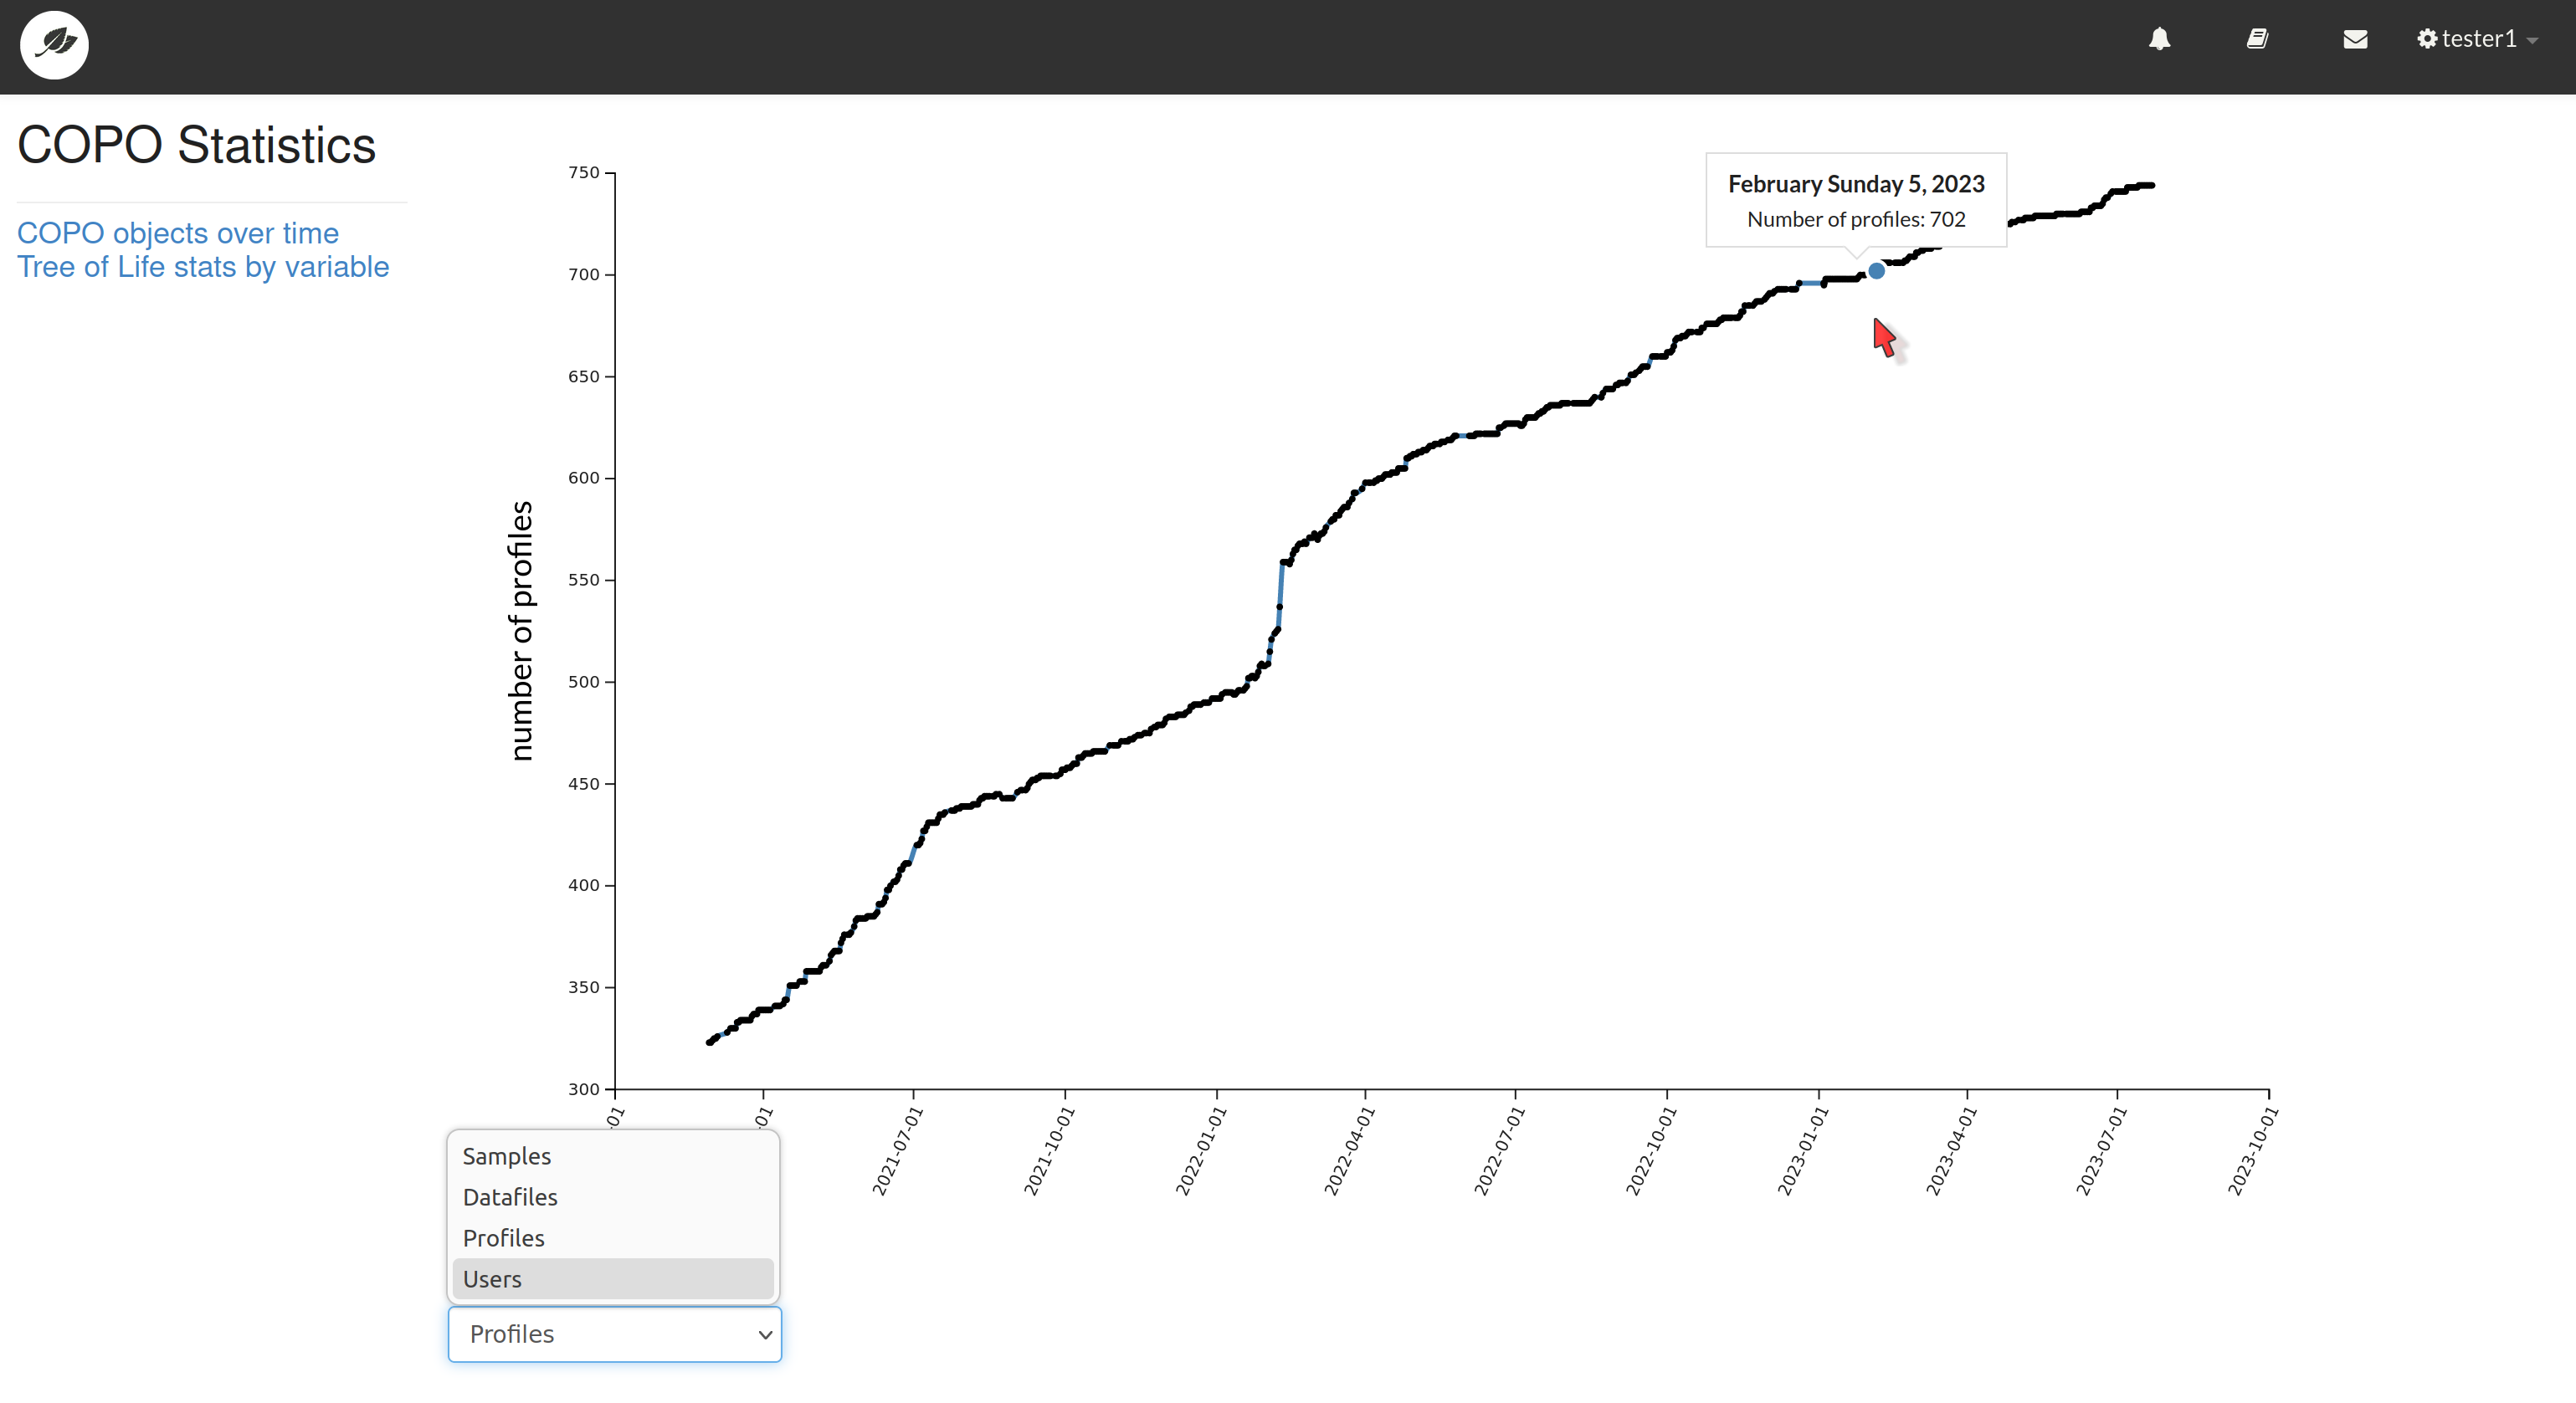 tester1
COPO Statistics
COPO objects over time
Tree of Life stats by variable
February Sunday 5, 2023
Number of profiles: 702
number of profiles
750
700
650
600
550
500
450
400
350
300
-01
-01
2021-07-01
2021-10-01
2022-01-01
2022-04-01
2022-07-01
2022-10-01
2023-01-01
2023-04-01
2023-07-01
2023-10-01
Samples
Datafiles
Profiles
Users
Profiles